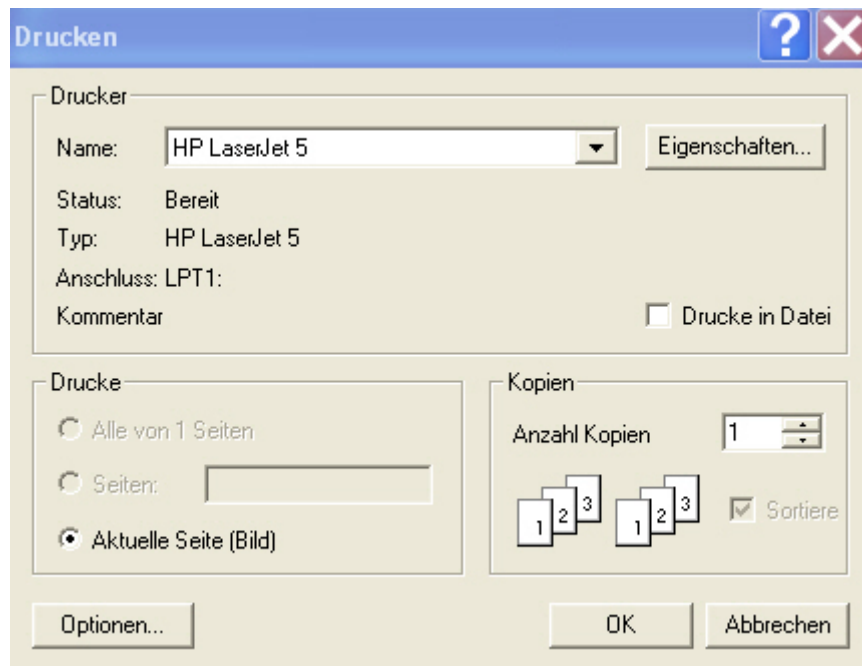 Drucken
Drucker
Name: HP LaserJet 5 Eigenschaften...
Status: Bereit
Typ: HP LaserJet 5
Anschluss: LPT1:
Kommentar Drucke in Datei
Drucke
Alle von 1 Seiten
Seiten:
Aktuelle Seite (Bild)
Kopien
Anzahl Kopien 1
1 2 3 1 2 3 Sortiere
Optionen... OK Abbrechen